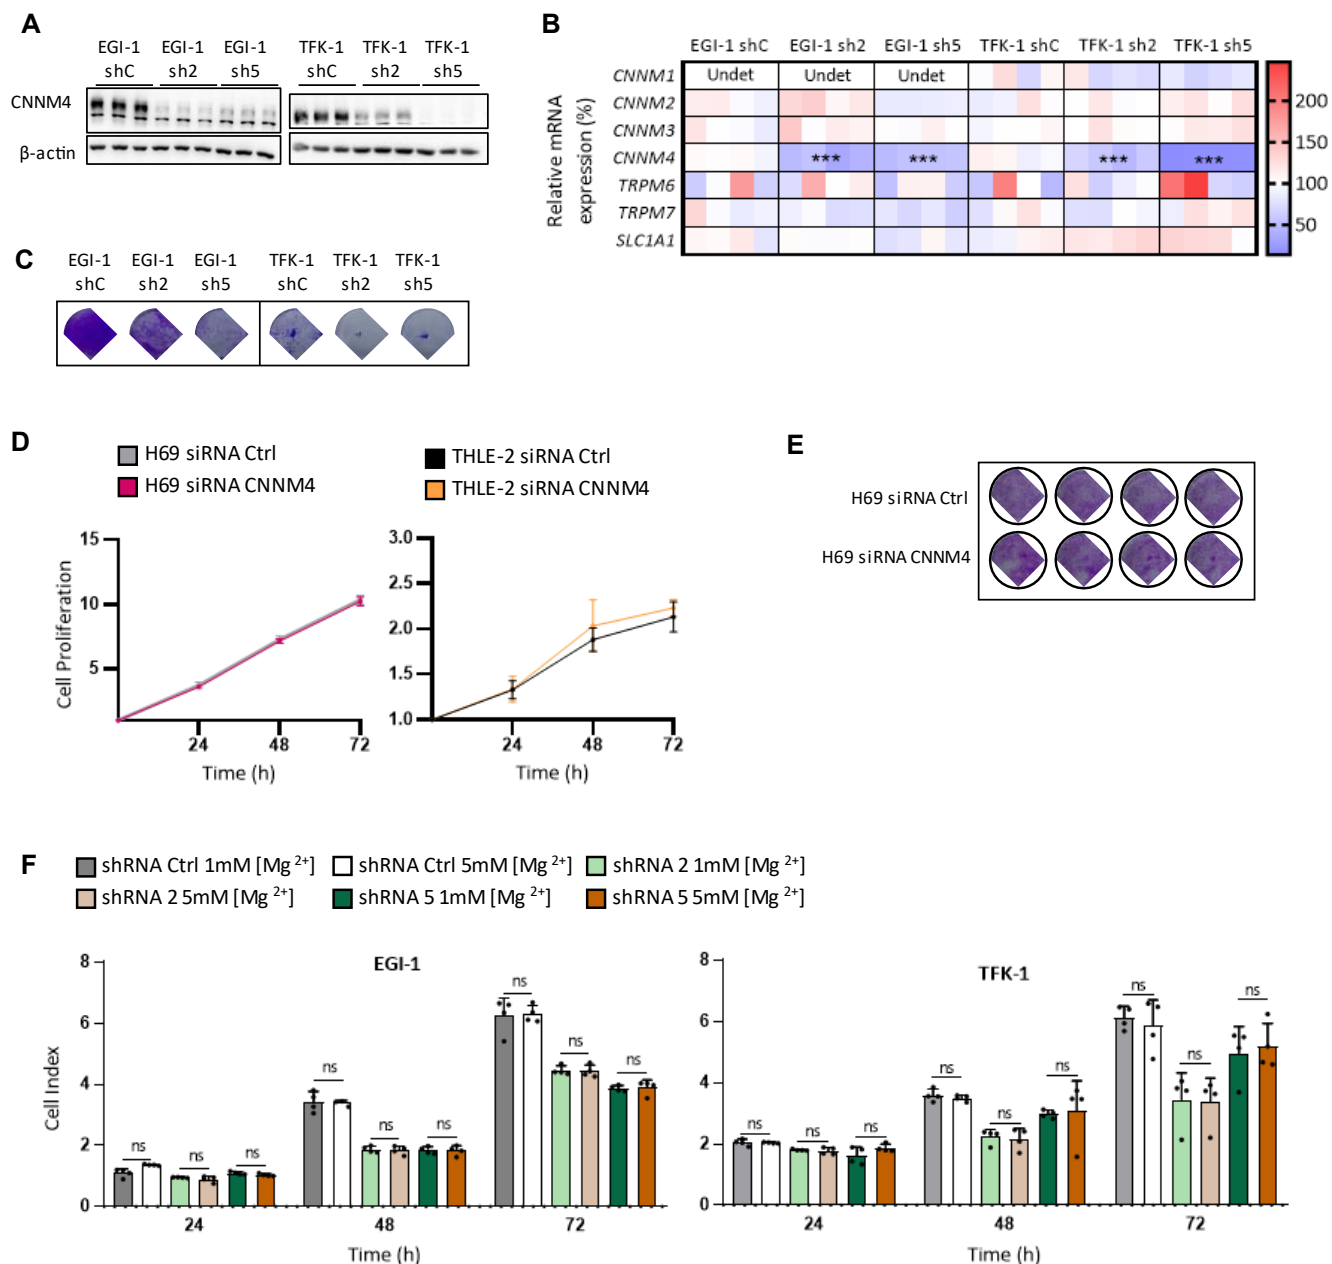 A
EGI-1 EGI-1 EGI-1 TFK-1 TFK-1 TFK-1
shC sh2 sh5 shC sh2 sh5
CNNM4
β-actin
B
EGI-1 shC EGI-1 sh2 EGI-1 sh5 TFK-1 shC TFK-1 sh2 TFK-1 sh5
Relative mRNA
expression (%)
CNNM1 Undet Undet Undet
CNNM2
CNNM3
CNNM4 *** *** *** ***
TRPM6
TRPM7
SLC1A1
200
150
100
50
C
EGI-1 EGI-1 EGI-1 TFK-1 TFK-1 TFK-1
shC sh2 sh5 shC sh2 sh5
D
H69 siRNA Ctrl
H69 siRNA CNNM4
THLE-2 siRNA Ctrl
THLE-2 siRNA CNNM4
Cell Proliferation
15
10
5
24 48 72
Time (h)
3.0
2.5
2.0
1.5
1.0
24 48 72
Time (h)
E
H69 siRNA Ctrl
H69 siRNA CNNM4
F
shRNA Ctrl 1mM [Mg 2+] shRNA Ctrl 5mM [Mg 2+] shRNA 2 1mM [Mg 2+]
shRNA 2 5mM [Mg 2+] shRNA 5 1mM [Mg 2+] shRNA 5 5mM [Mg 2+]
EGI-1
Cell Index
8
6
4
2
0
ns ns ns ns ns ns ns ns ns
24 48 72
Time (h)
TFK-1
8
6
4
2
0
ns ns ns ns ns ns ns ns ns
24 48 72
Time (h)